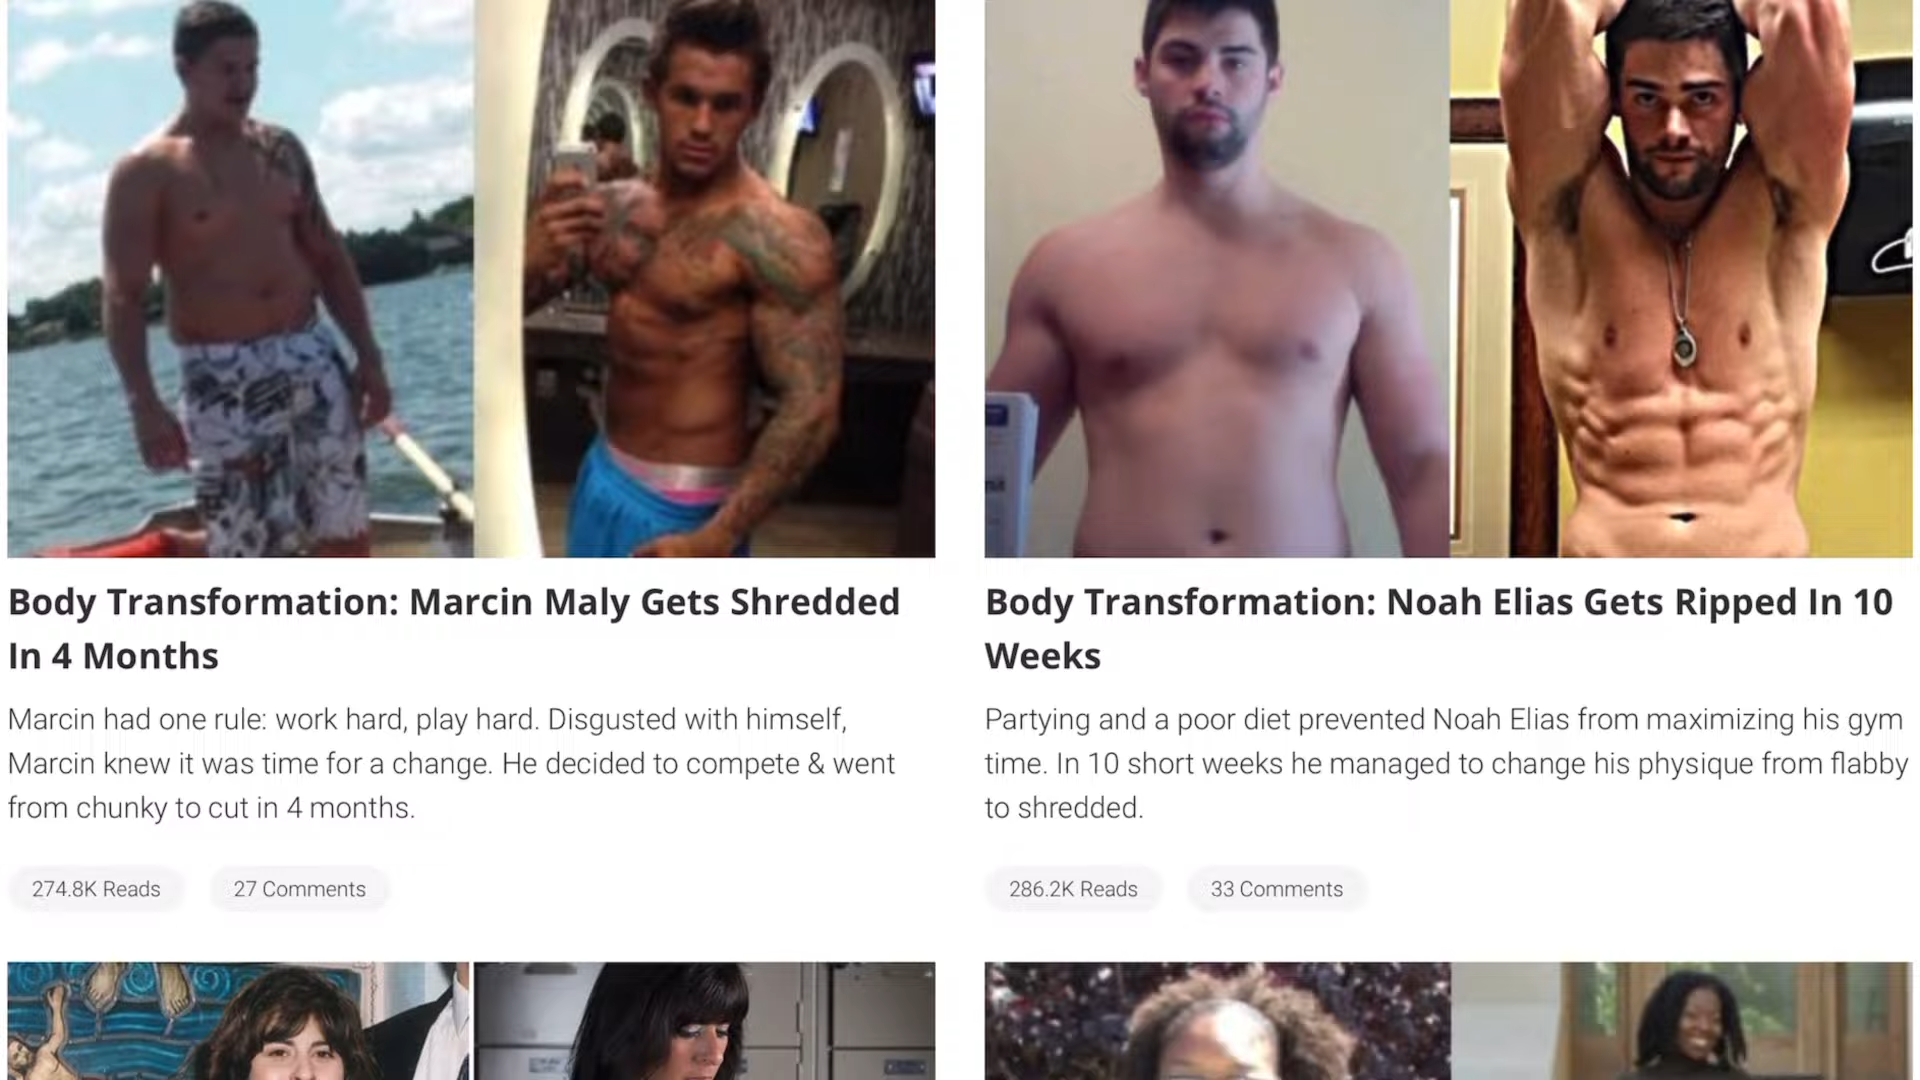 Body Transformation: Marcin Maly Gets Shredded
In 4 Months
Marcin had one rule: work hard, play hard. Disgusted with himself,
Marcin knew it was time for a change. He decided to compete & went
from chunky to cut in 4 months.
274.8K Reads
27 Comments
Body Transformation: Noah Elias Gets Ripped In 10
Weeks
Partying and a poor diet prevented Noah Elias from maximizing his gym
time. In 10 short weeks he managed to change his physique from flabby
to shredded.
286.2K Reads
33 Comments